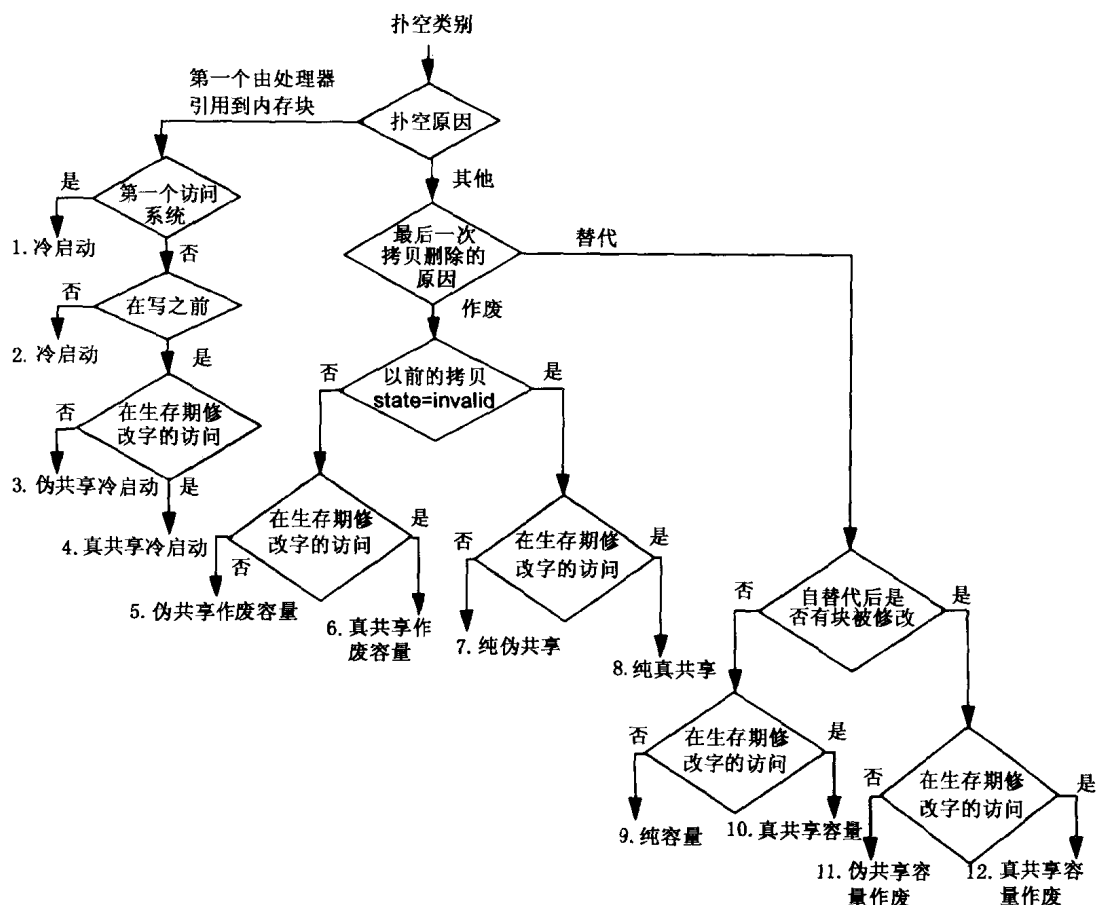 扑空类别
第一个由处理器
引用到内存块
扑空原因
其他
是
第一个访问
系统
1.冷启动
否
最后一次
拷贝删除的
原因
替代
作废
否
在写之前
2. 冷启动
是
否
以前的拷贝
state=invalid
是
否
在生存期修
改字的访问
3. 伪共享冷启动
是
4. 真共享冷启动
在生存期修
改字的访问
是
否
5. 伪共享作废容量
6. 真共享作
废容量
否
在生存期修
改字的访问
是
7. 纯伪共享
8. 纯真共享
否
自替代后是
否有块被修改
是
否
在生存期修
改字的访问
是
9. 纯容量
10. 真共享容量
否
在生存期修
改字的访问
是
11. 伪共享容
量作废
12. 真共享容
量作废